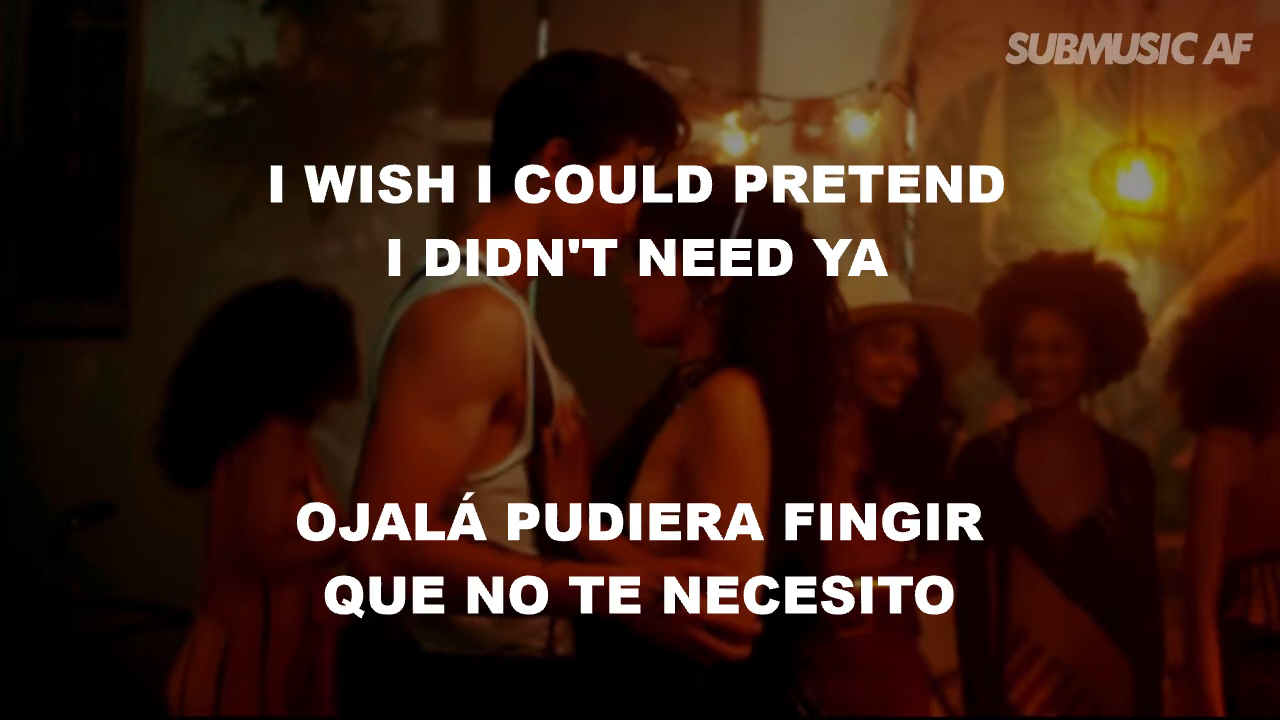 SUBMUSIC AF
I WISH I COULD PRETEND
I DIDN'T NEED YA
OJALÁ PUDIERA FINGIR
QUE NO TE NECESITO